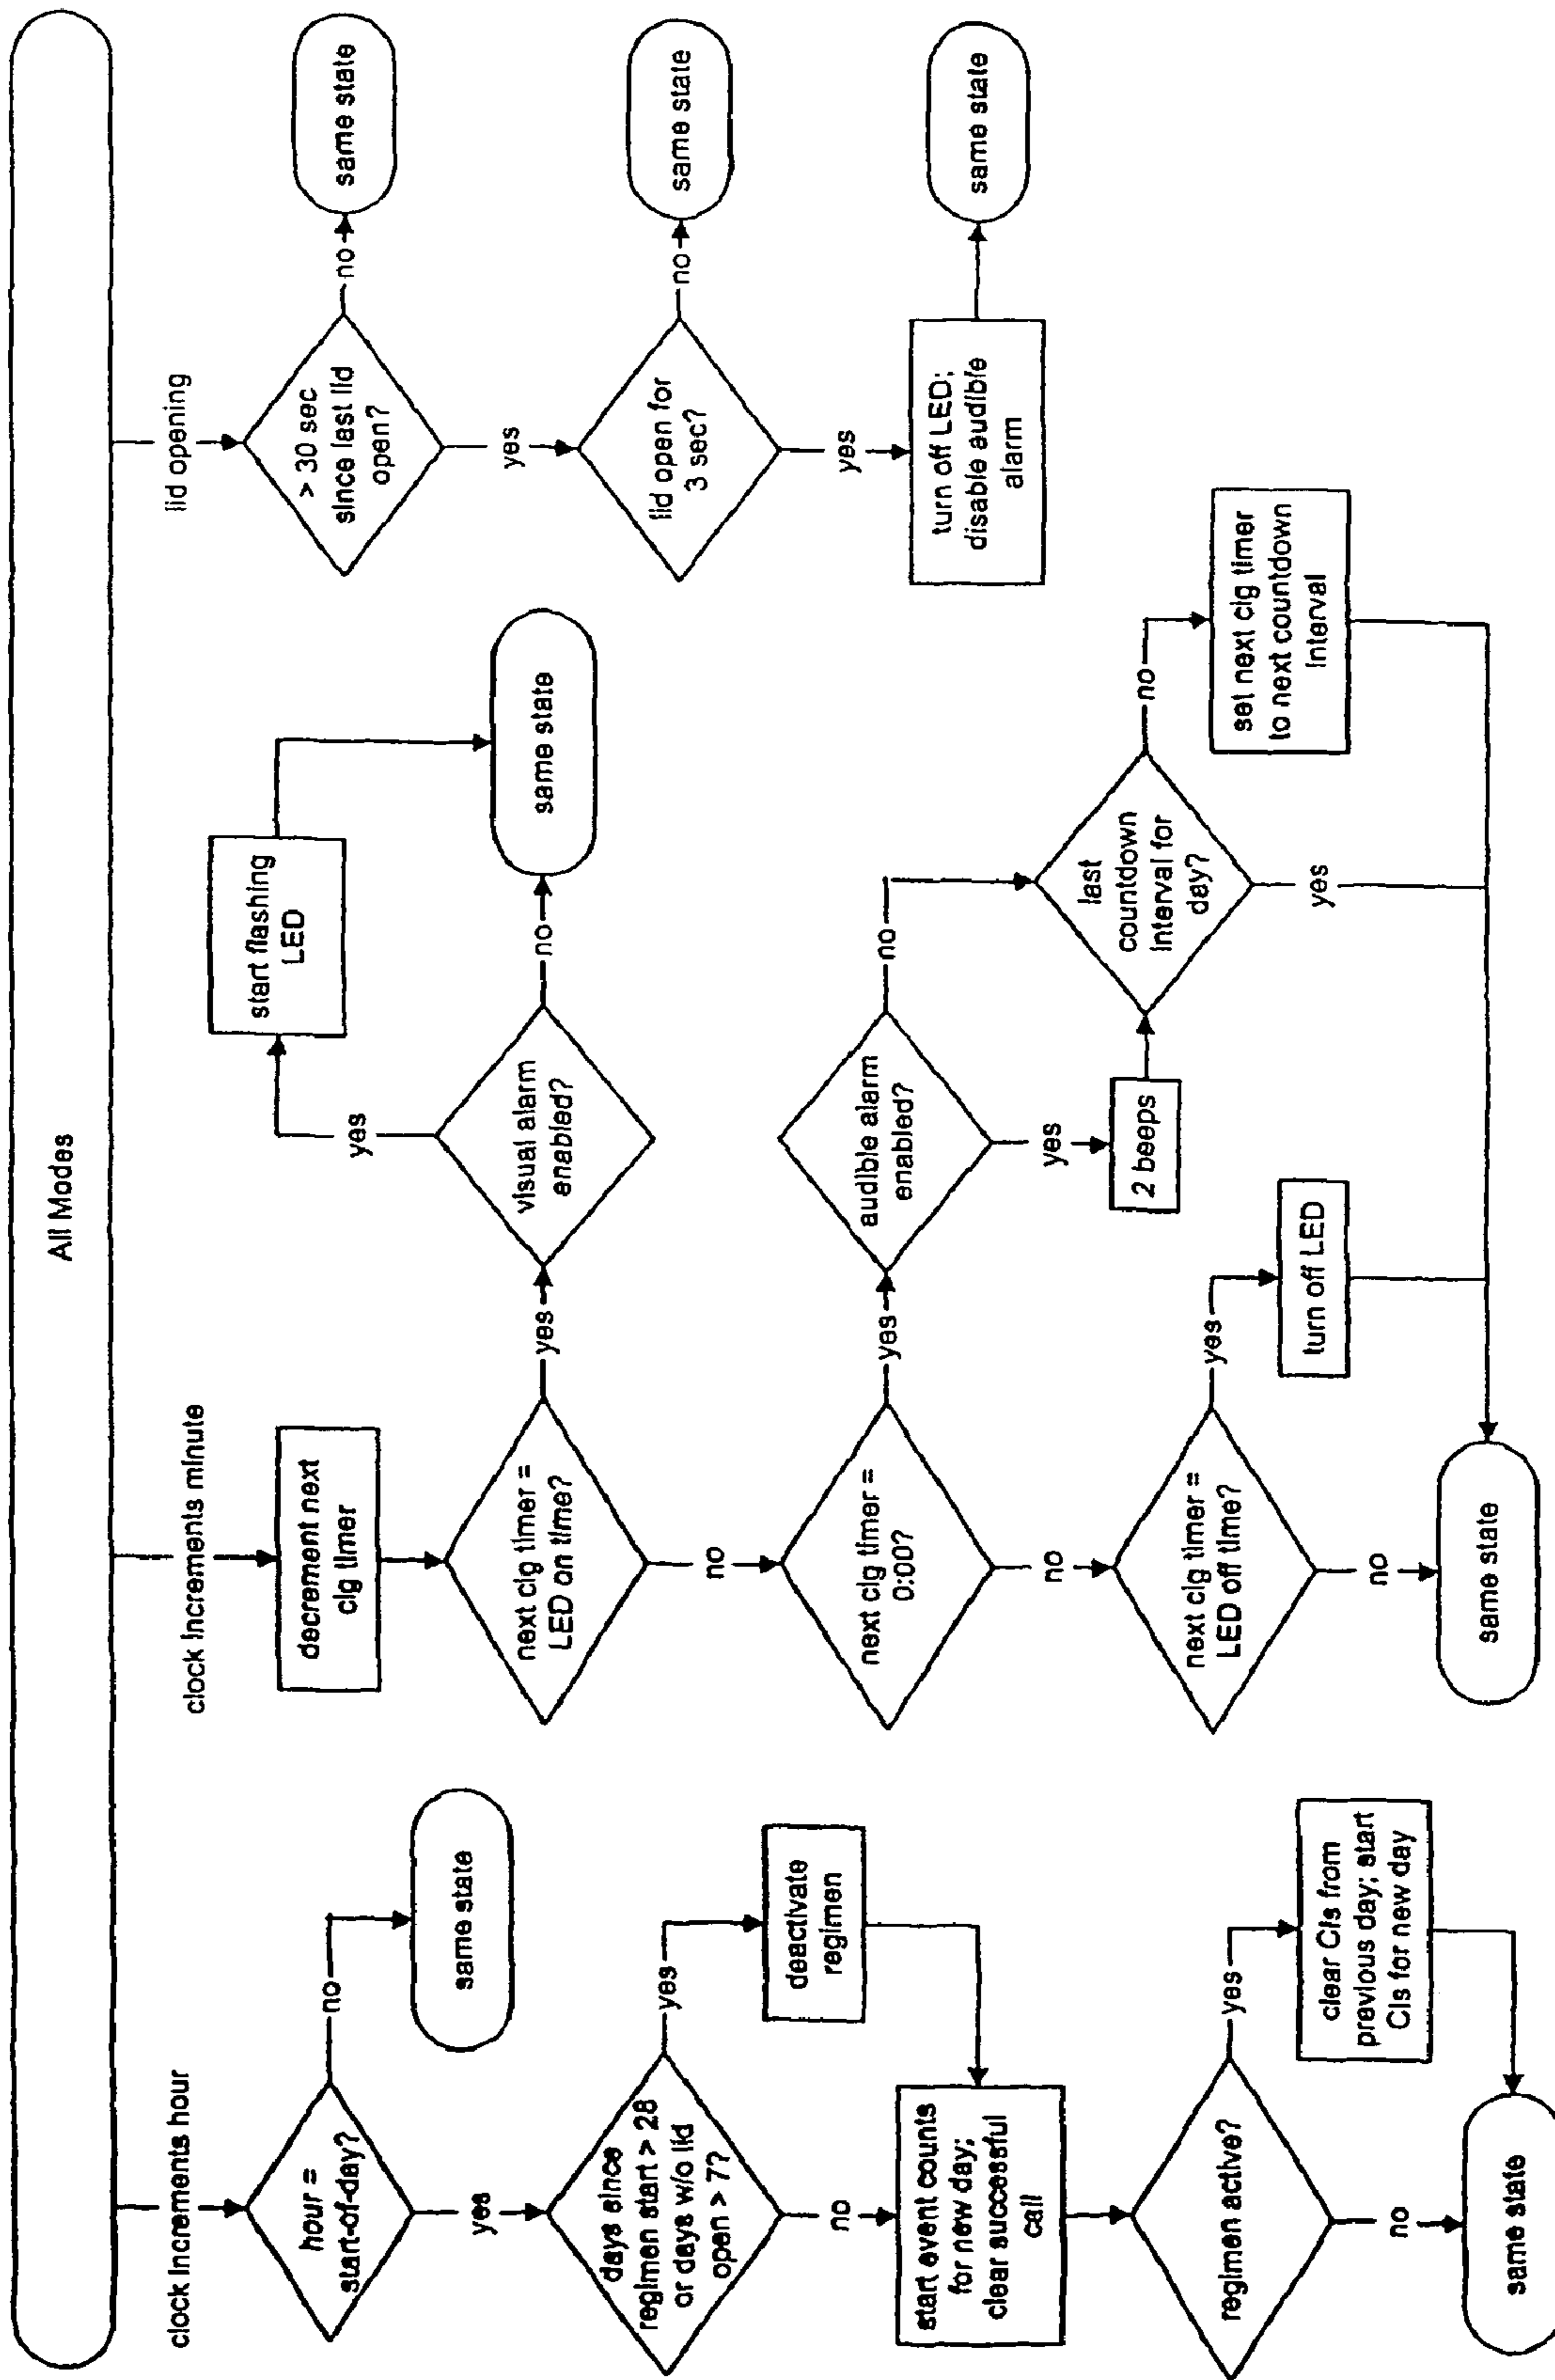 All Modes
clock increments hour
hour =
start-of-day?
no
same state
yes
days since
regimen start > 28
or days w/o lid
open > 7?
yes
deactivate
regimen
no
start event counts
for new day;
clear successful
call
regimen active?
yes
clear CIs from
previous day; start
CIs for new day
no
same state
clock increments minute
decrement next
cig timer
next cig timer =
LED on time?
yes
visual alarm
enabled?
yes
start flashing
LED
no
same state
no
next cig timer =
0:00?
yes
audible alarm
enabled?
no
yes
2 beeps
last
countdown
interval for
day?
no
set next cig timer
to next countdown
interval
yes
no
next cig timer =
LED off time?
yes
turn off LED
no
same state
lid opening
> 30 sec
since last lid
open?
no
same state
yes
lid open for
3 sec?
no
same state
yes
turn off LED;
disable audible
alarm
same state